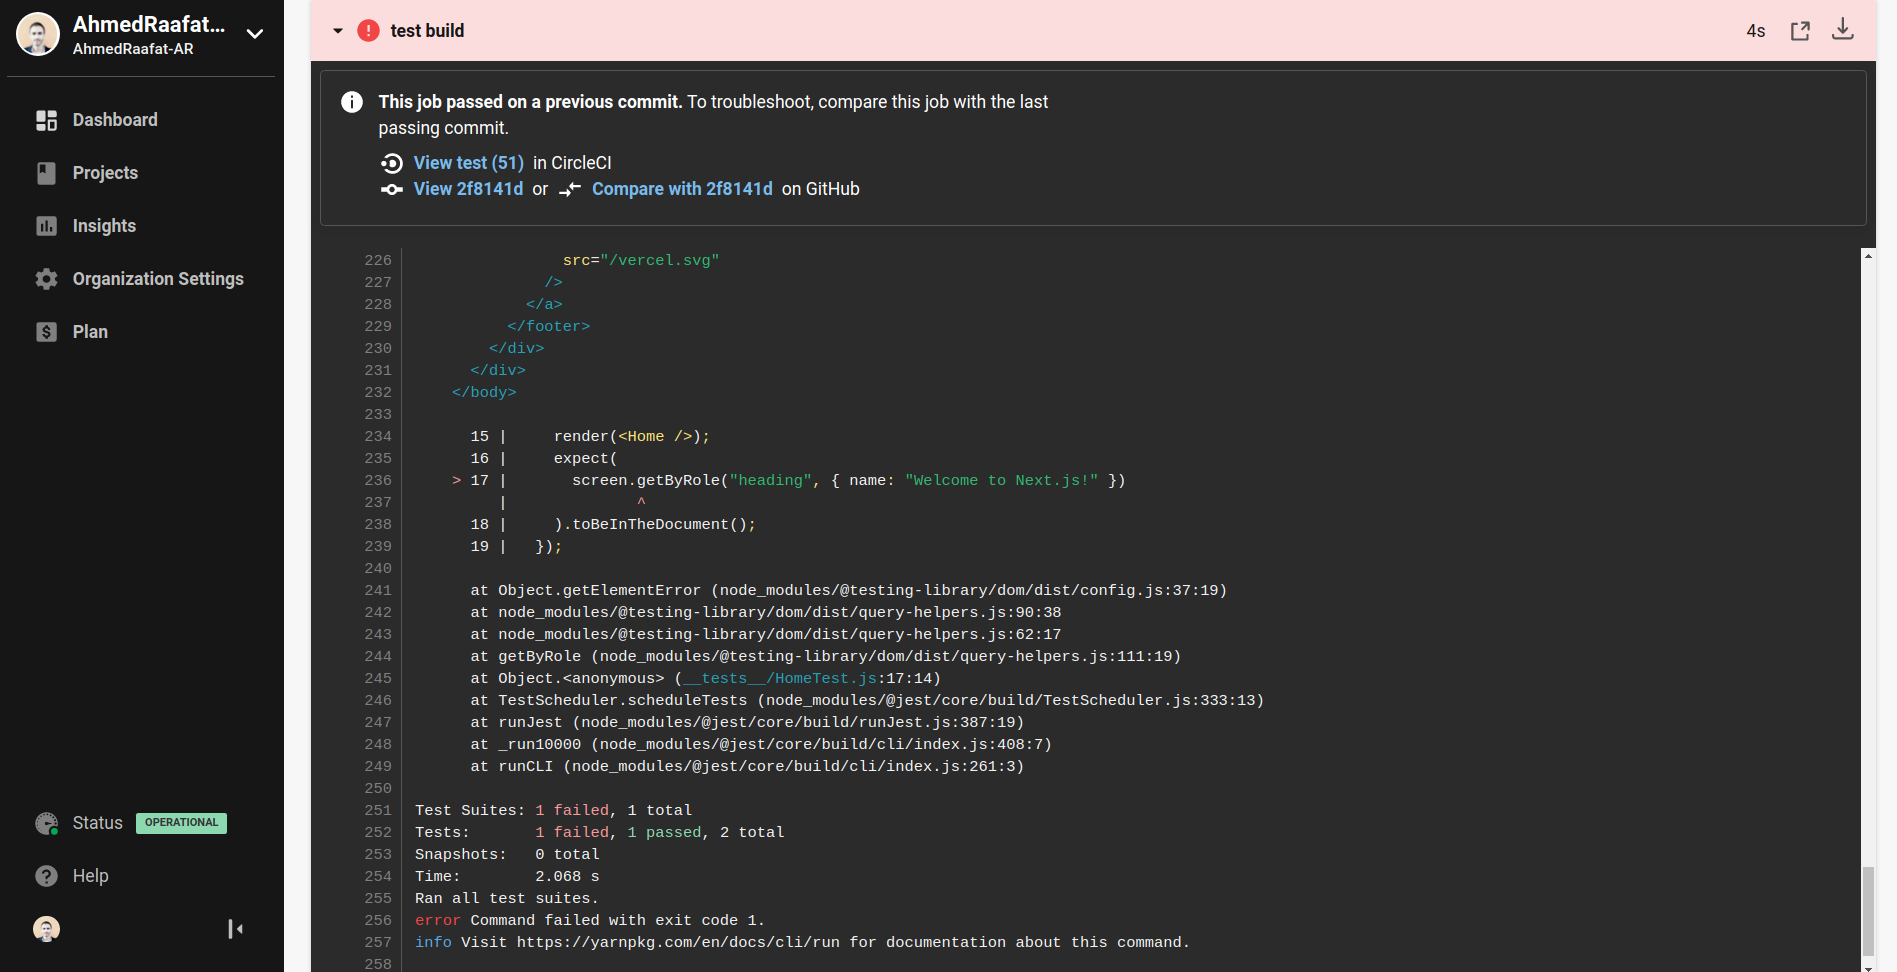 AhmedRaafat...
AhmedRaafat-AR
Dashboard
Projects
Insights
Organization Settings
Plan
Status OPERATIONAL
Help
test build
4s
This job passed on a previous commit. To troubleshoot, compare this job with the last
passing commit.
View test (51) in CircleCI
View 2f8141d or Compare with 2f8141d on GitHub
226 src="/vercel.svg"
227 />
228 </a>
229 </footer>
230 </div>
231 </div>
232 </body>
233
234 15 | render(<Home />);
235 16 | expect(
236 > 17 | screen.getByRole("heading", { name: "Welcome to Next.js!" })
237 | ^
238 18 | ).toBeInTheDocument();
239 19 | });
240
241 at Object.getElementError (node_modules/@testing-library/dom/dist/config.js:37:19)
242 at node_modules/@testing-library/dom/dist/query-helpers.js:90:38
243 at node_modules/@testing-library/dom/dist/query-helpers.js:62:17
244 at getByRole (node_modules/@testing-library/dom/dist/query-helpers.js:111:19)
245 at Object.<anonymous> (__tests__/HomeTest.js:17:14)
246 at TestScheduler.scheduleTests (node_modules/@jest/core/build/TestScheduler.js:333:13)
247 at runJest (node_modules/@jest/core/build/runJest.js:387:19)
248 at _run10000 (node_modules/@jest/core/build/cli/index.js:408:7)
249 at runCLI (node_modules/@jest/core/build/cli/index.js:261:3)
250
251 Test Suites: 1 failed, 1 total
252 Tests: 1 failed, 1 passed, 2 total
253 Snapshots: 0 total
254 Time: 2.068 s
255 Ran all test suites.
256 error Command failed with exit code 1.
257 info Visit https://yarnpkg.com/en/docs/cli/run for documentation about this command.
258